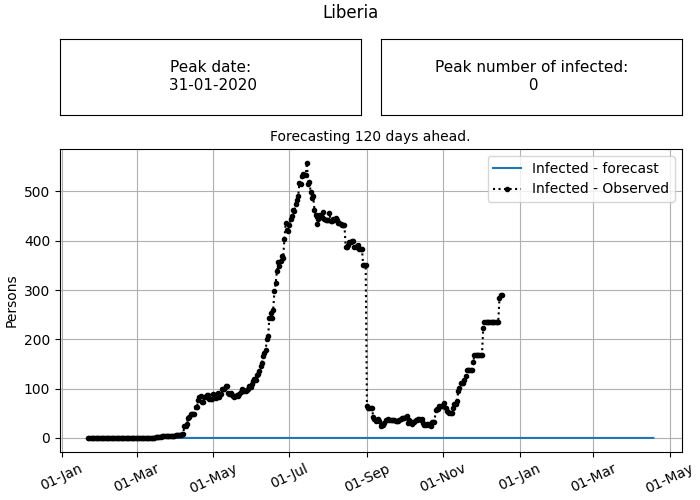 Liberia
Peak date:
31-01-2020
Peak number of infected:
0
Forecasting 120 days ahead.
Infected - forecast
Infected - Observed
Persons
500
400
300
200
100
0
01-Jan
01-Mar
01-May
01-Jul
01-Sep
01-Nov
01-Jan
01-Mar
01-May